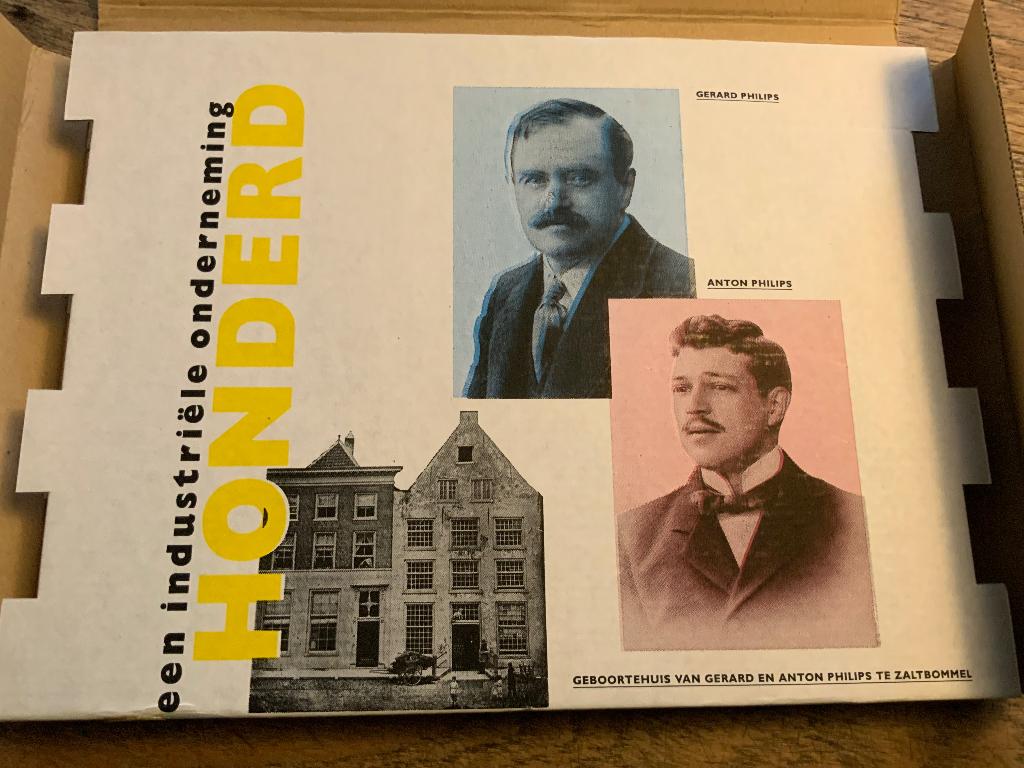 een industriële onderneming
HONDERD
GERARD PHILIPS
ANTON PHILIPS
GEBOORTEHUIS VAN GERARD EN ANTON PHILIPS TE ZALTBOMMEL